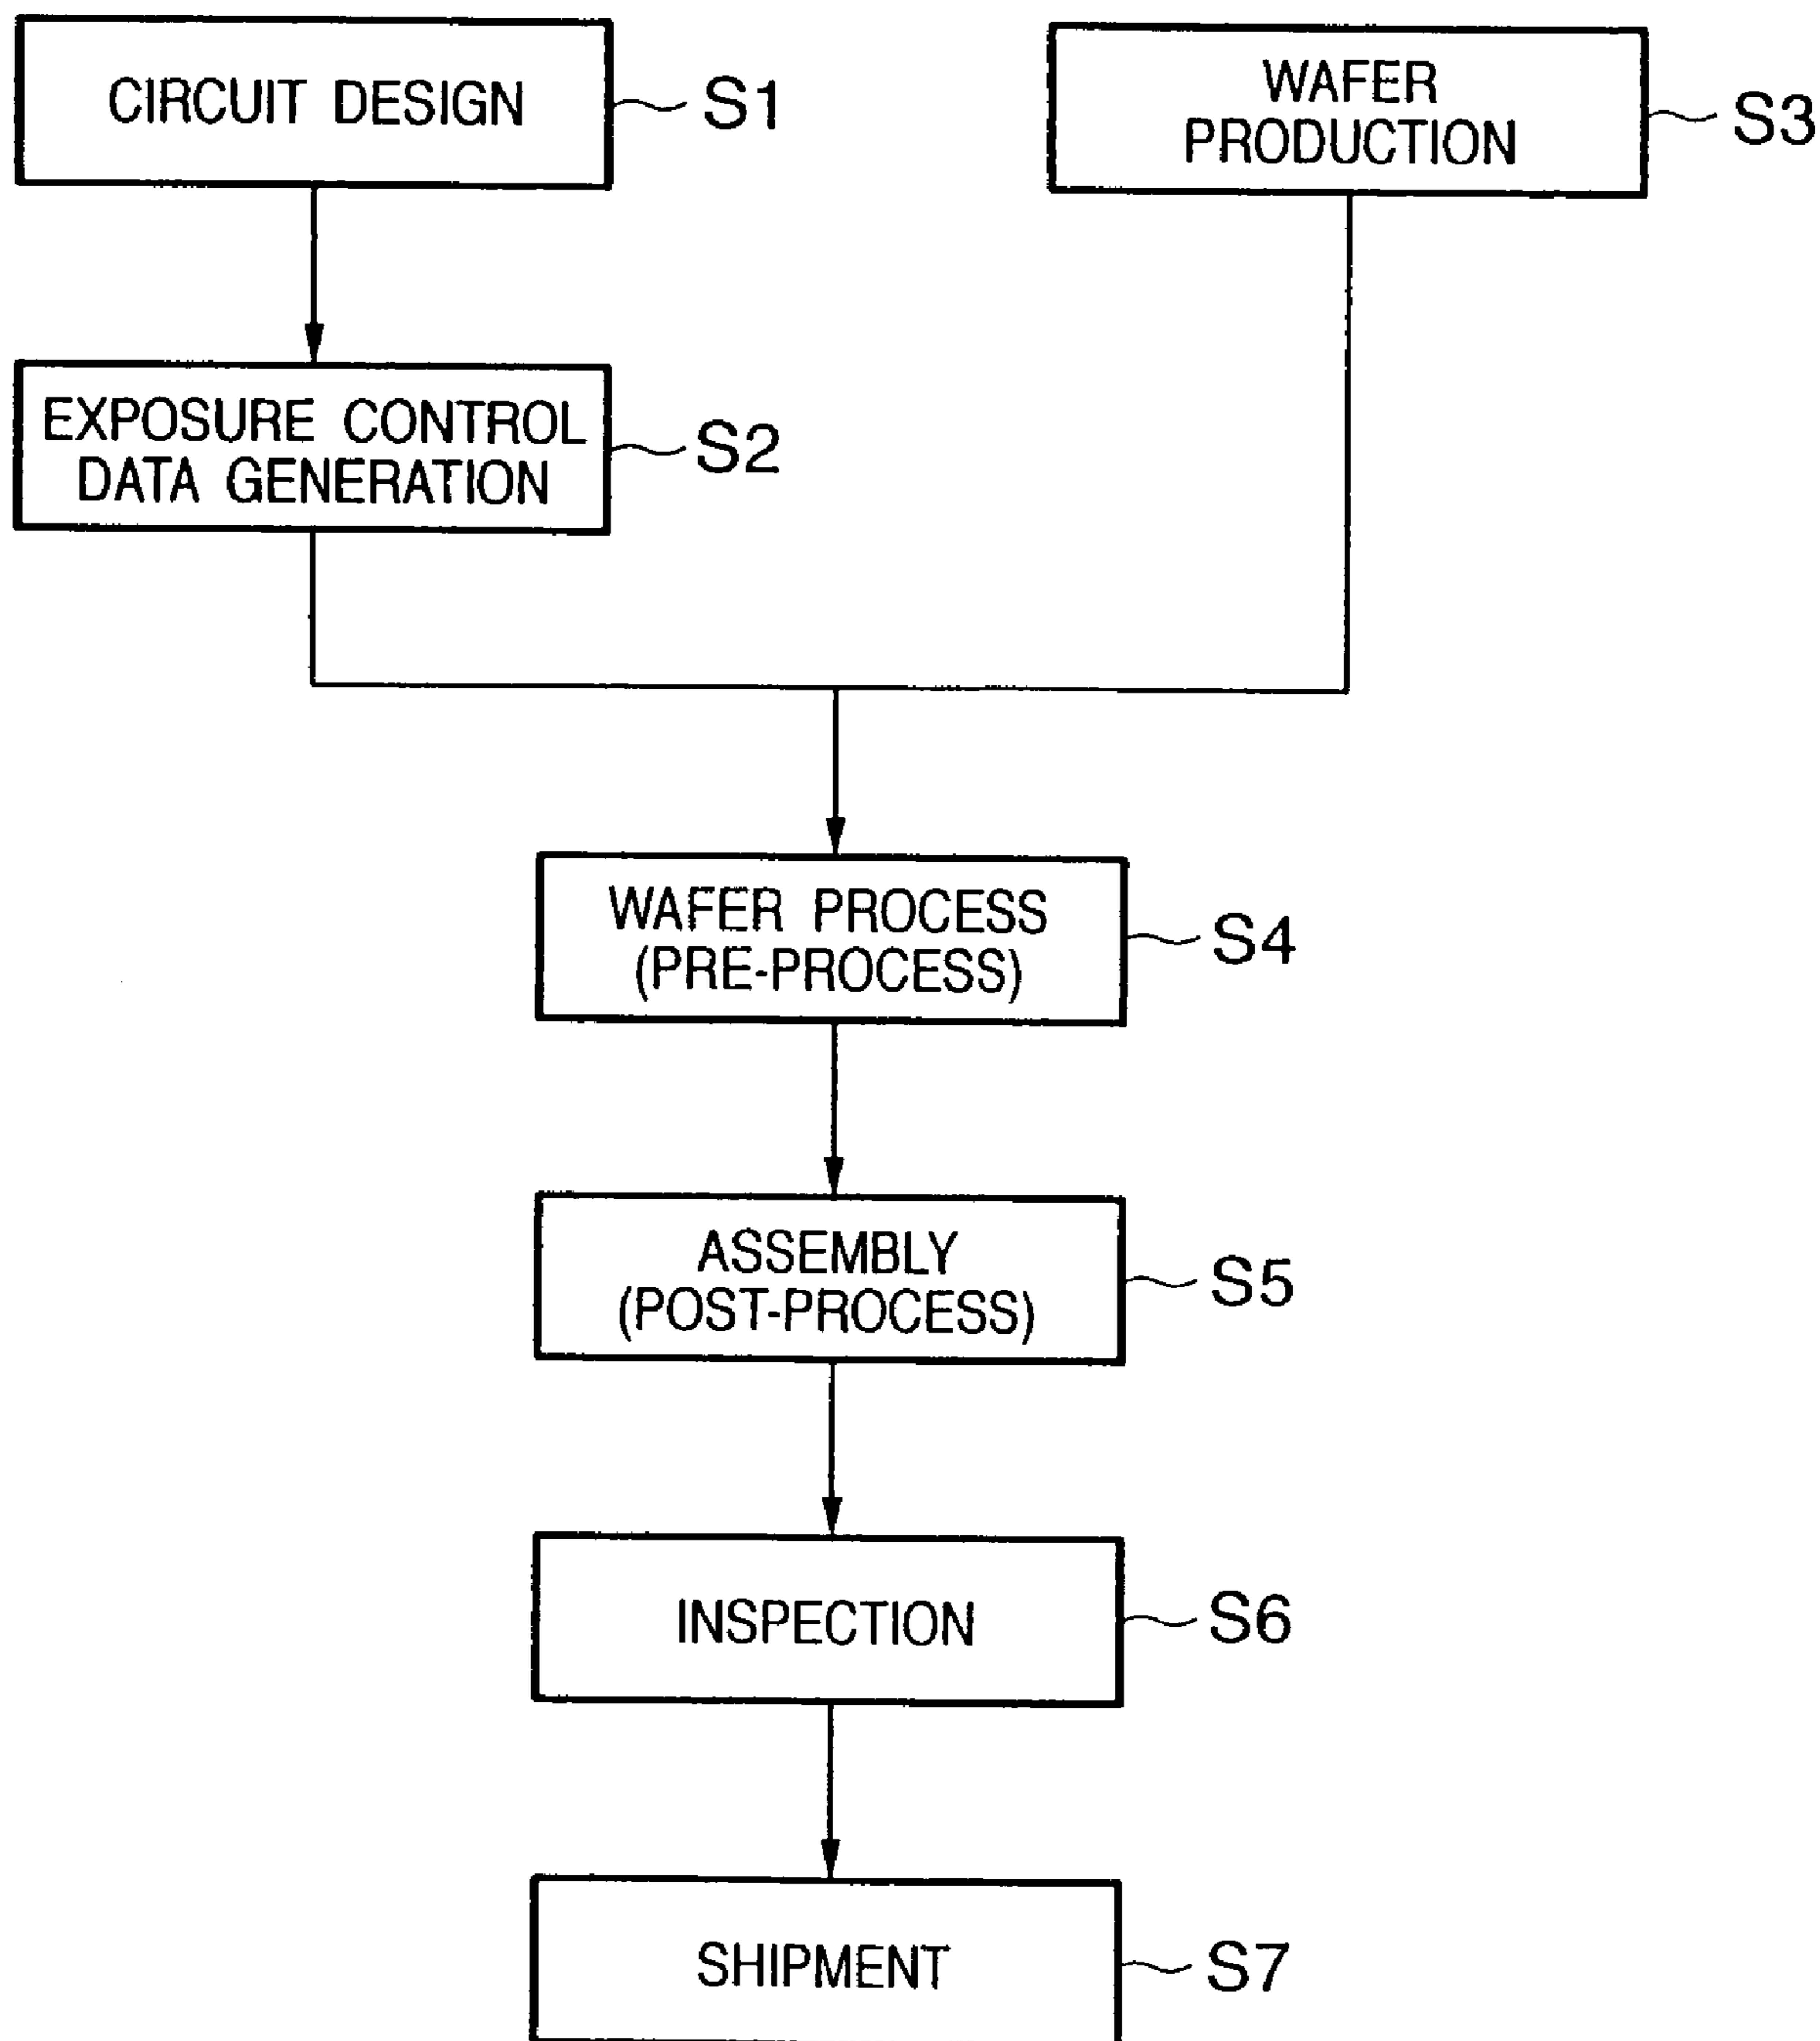 CIRCUIT DESIGN
S1
WAFER
PRODUCTION
S3
EXPOSURE CONTROL
DATA GENERATION
S2
WAFER PROCESS
(PRE-PROCESS)
S4
ASSEMBLY
(POST-PROCESS)
S5
INSPECTION
S6
SHIPMENT
S7